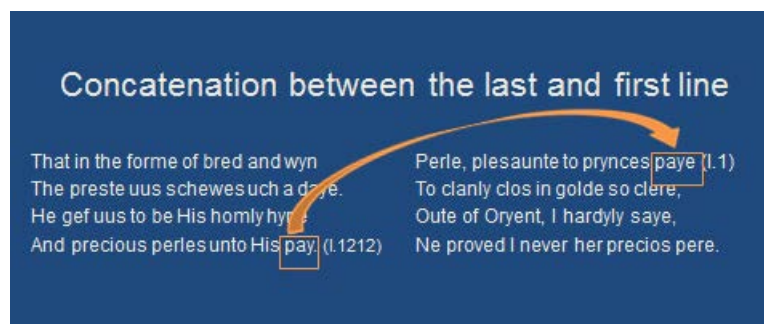 Concatenation between the last and first line
That in the forme of bred and wyn
The preste uus schewes uch a daye.
He gef uus to be His homly hyne
And precious perles unto His pay. (l.1212)
Perle, plesaunte to prynces paye (l.1)
To clanly clos in golde so clere,
Oute of Oryent, I hardyly saye,
Ne proved I never her precios pere.